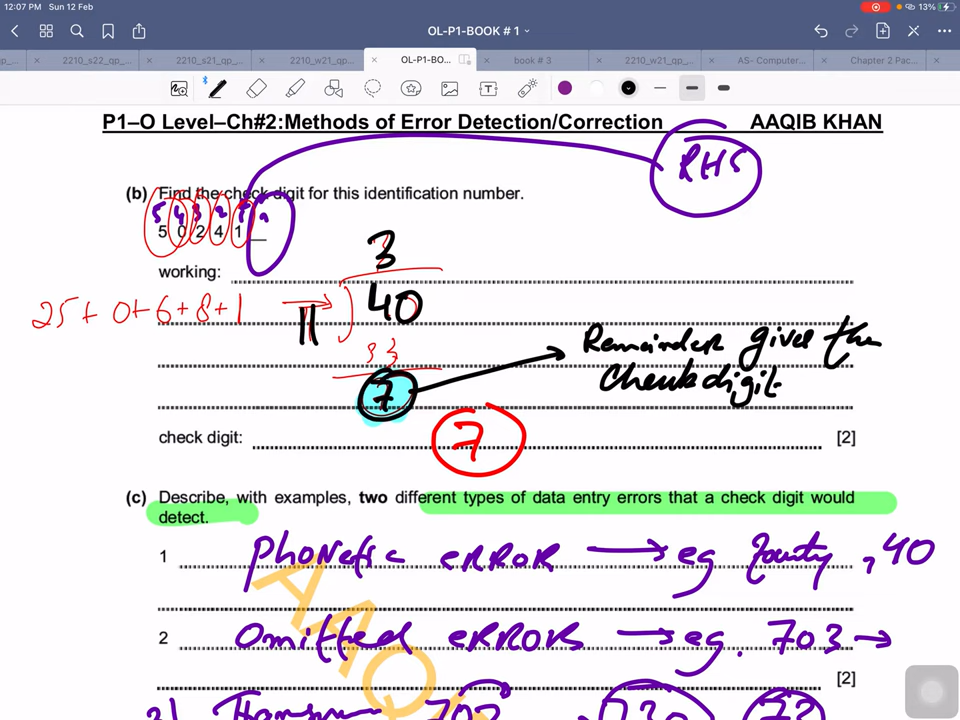 12:07 PM Sun 12 Feb 13%
OL-P1-BOOK # 1
2210_s22_qp_... 2210_s21_qp_... 2210_w21_qp_... OL-P1-BO... book # 3 2210_w21_qp_... AS- Computer... Chapter 2 Pac...
P1–O Level–Ch#2:Methods of Error Detection/Correction AAQIB KHAN
RHS
(b) Find the check digit for this identification number.
5 4 3 2
5 0 2 4 1 __
3
working:
25+ 0+ 6+ 8+ 1 11 40
33
Remainder gives the
7 Check digit
check digit: 7 [2]
(c) Describe, with examples, two different types of data entry errors that a check digit would
detect.
1 Phonetic ERROR → eg fourty, 40
2 Omitted ERRORS → eg. 703 →
[2]